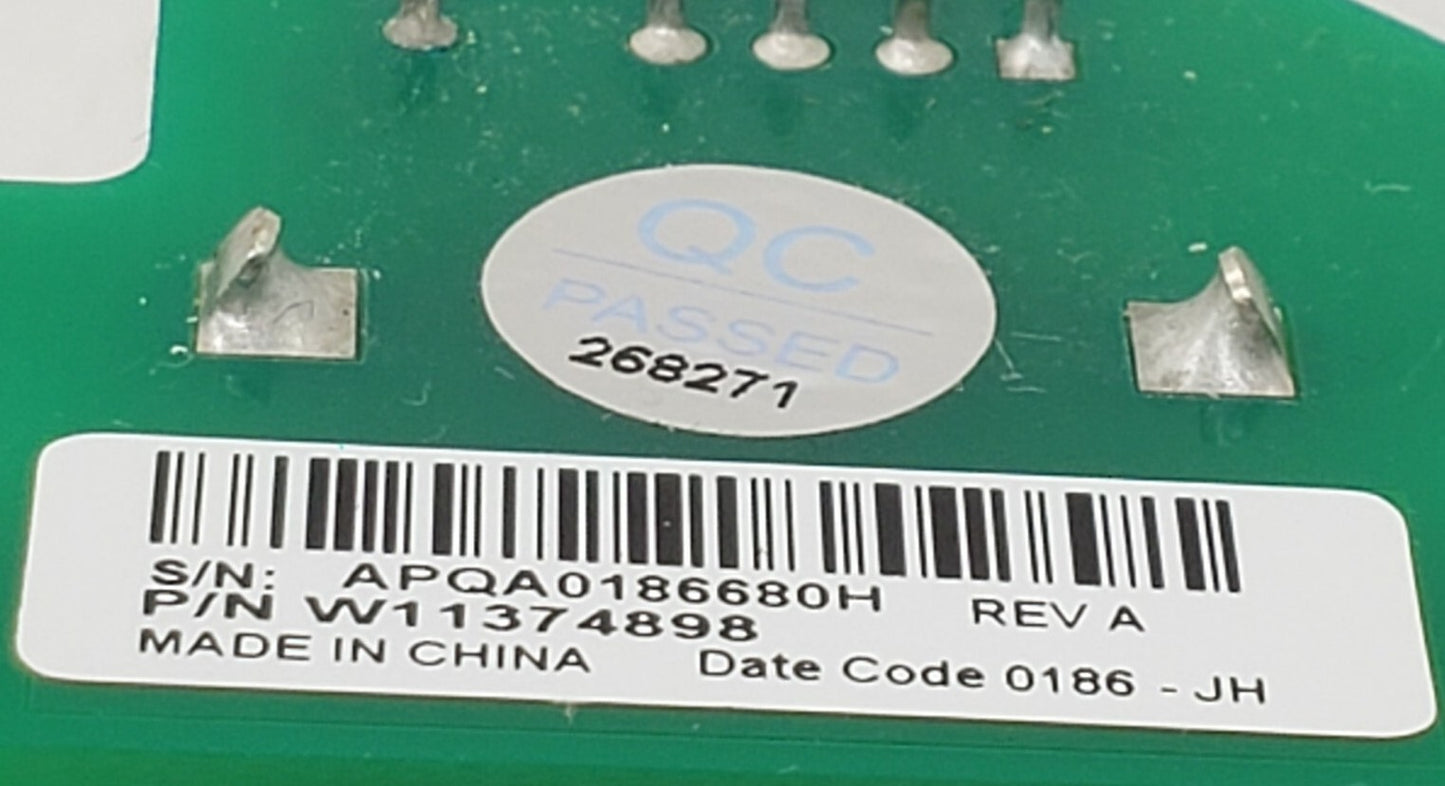 QC
PASSED
268271
S/N: APQA0186680H REV A
P/N W11374898
MADE IN CHINA Date Code 0186 - JH